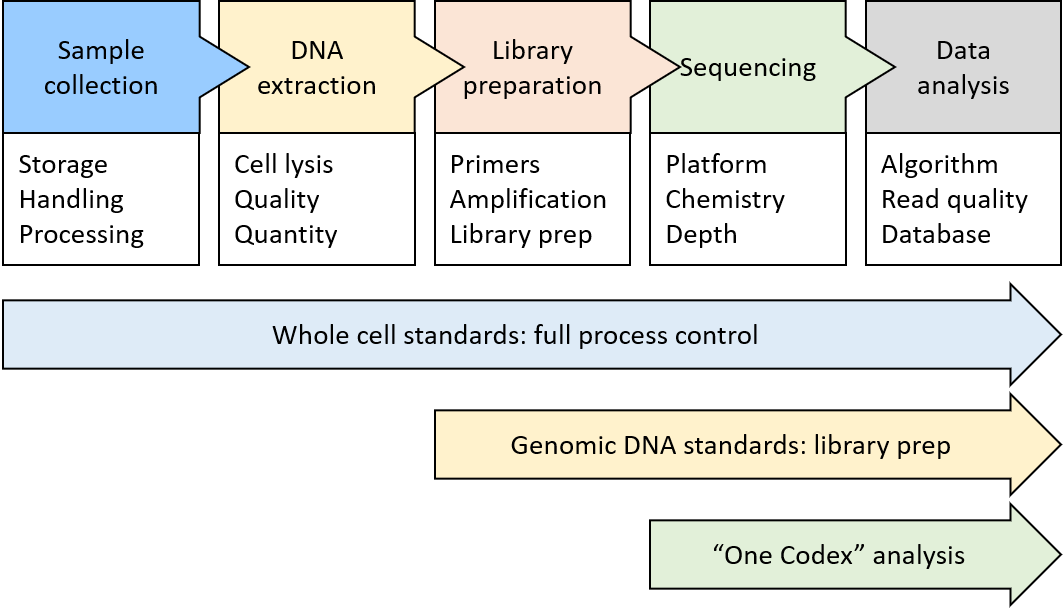 Sample
collection
DNA
extraction
Library
preparation
Sequencing
Data
analysis
Storage
Handling
Processing
Cell lysis
Quality
Quantity
Primers
Amplification
Library prep
Platform
Chemistry
Depth
Algorithm
Read quality
Database
Whole cell standards: full process control
Genomic DNA standards: library prep
“One Codex” analysis